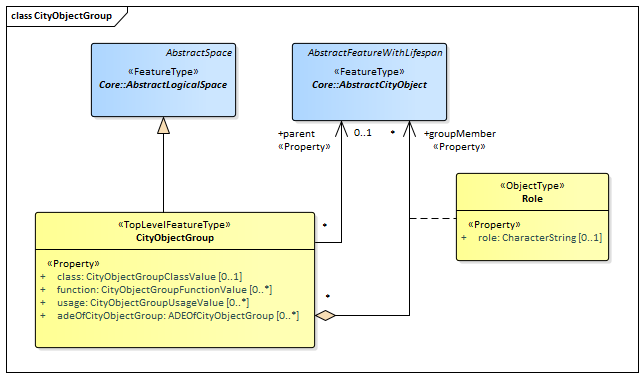 class CityObjectGroup
AbstractSpace
«FeatureType»
Core::AbstractLogicalSpace
AbstractFeatureWithLifespan
«FeatureType»
Core::AbstractCityObject
+parent
«Property»
0..1
*
+groupMember
«Property»
«ObjectType»
Role
«Property»
+ role: CharacterString [0..1]
«TopLevelFeatureType»
CityObjectGroup
*
«Property»
+ class: CityObjectGroupClassValue [0..1]
+ function: CityObjectGroupFunctionValue [0..*]
+ usage: CityObjectGroupUsageValue [0..*]
+ adeOfCityObjectGroup: ADEOfCityObjectGroup [0..*]
*